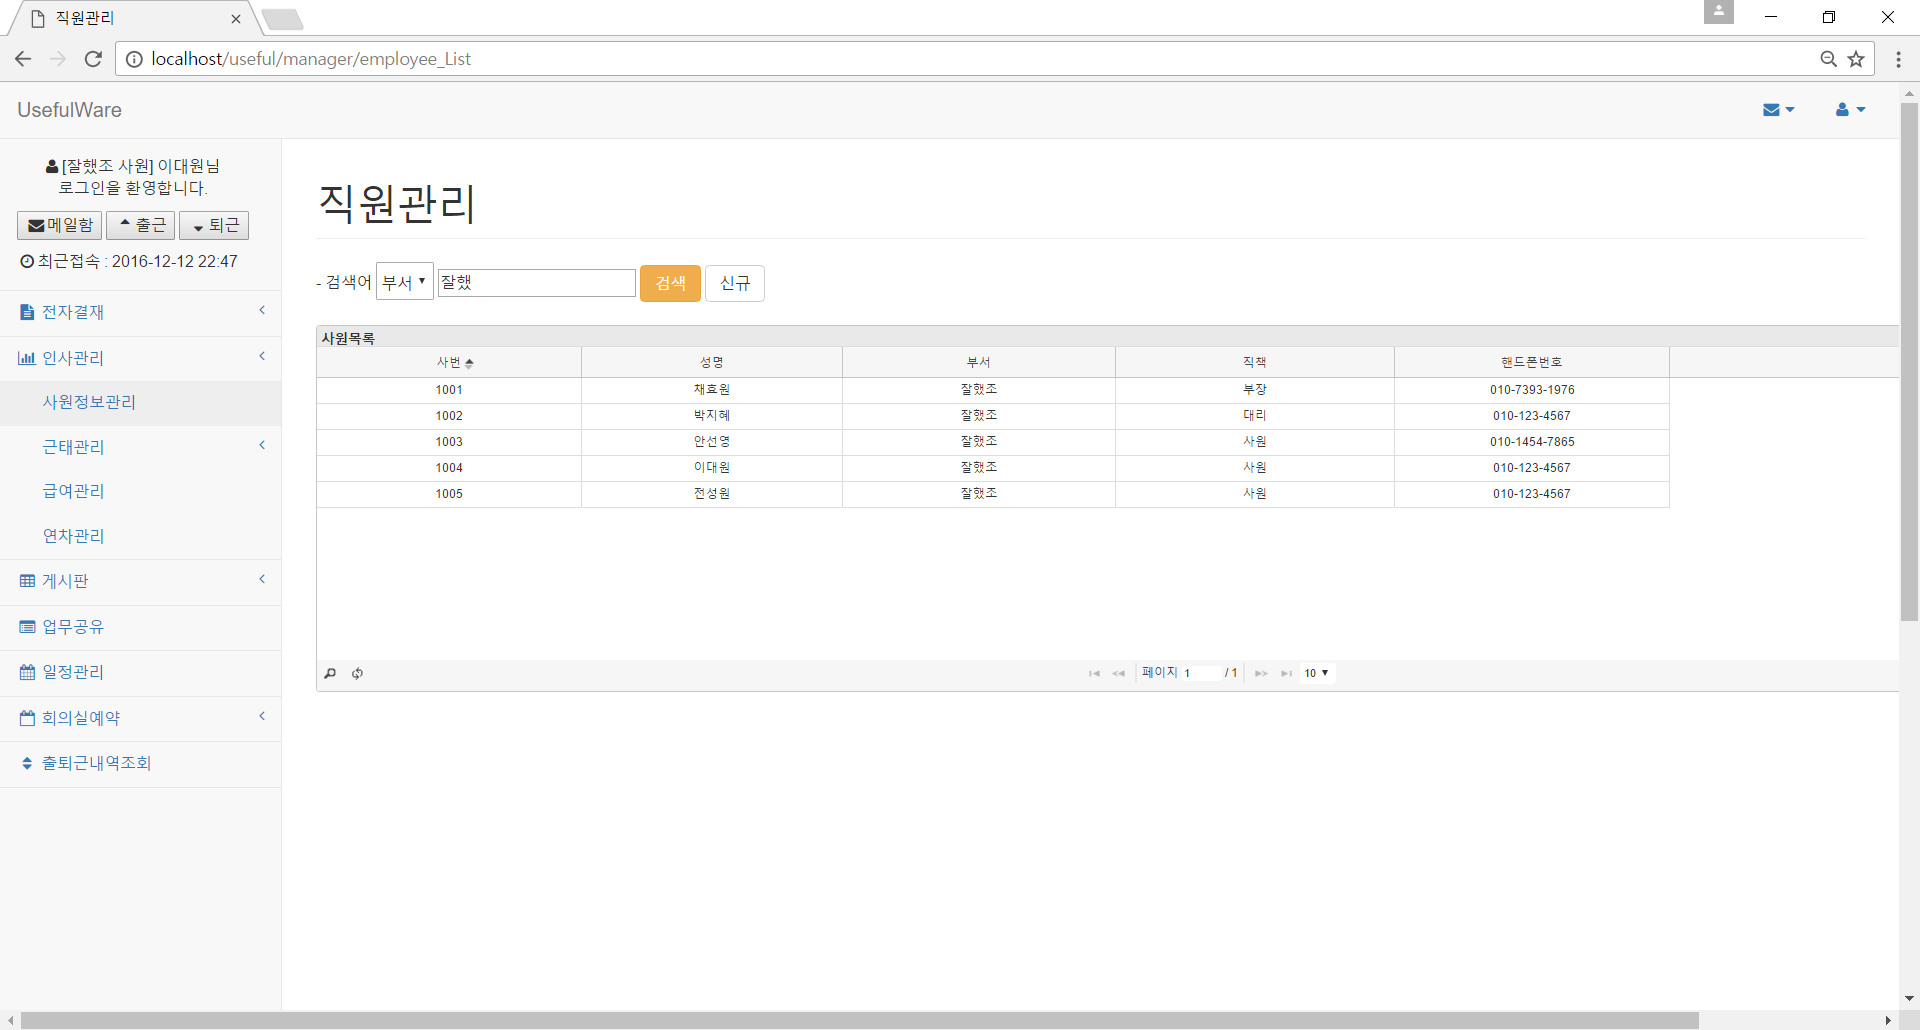 직원관리
localhost/useful/manager/employee_List
UsefulWare
[잘했조 사원] 이대원님
로그인을 환영합니다.
메일함 출근 퇴근
최근접속 : 2016-12-12 22:47
전자결재
인사관리
사원정보관리
근태관리
급여관리
연차관리
게시판
업무공유
일정관리
회의실예약
출퇴근내역조회
직원관리
- 검색어 부서 잘했 검색 신규
사원목록
사번 성명 부서 직책 핸드폰번호
1001 채효원 잘했조 부장 010-7393-1976
1002 박지혜 잘했조 대리 010-123-4567
1003 안선영 잘했조 사원 010-1454-7865
1004 이대원 잘했조 사원 010-123-4567
1005 전성원 잘했조 사원 010-123-4567
페이지 1 / 1 10